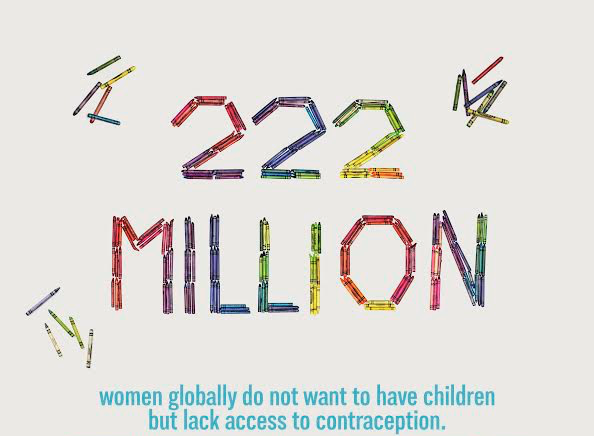 222
MILLION
women globally do not want to have children
but lack access to contraception.